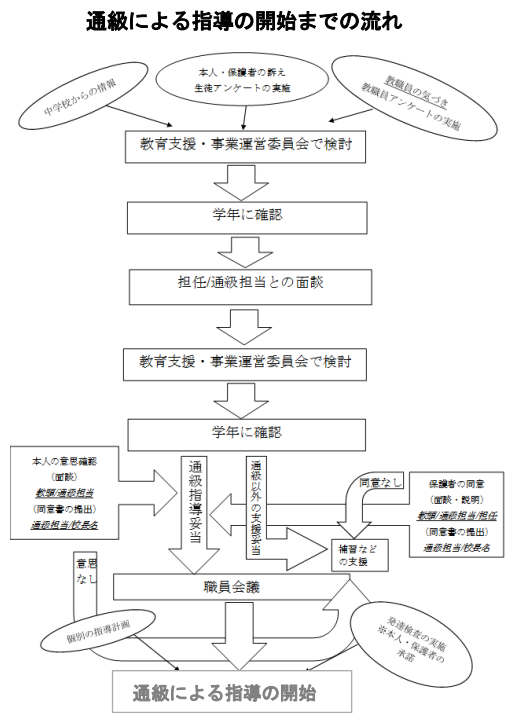 通級による指導の開始までの流れ
中学校からの情報
本人・保護者の訴え
生徒アンケートの実施
教職員の気づき
教職員アンケートの実施
教育支援・事業運営委員会で検討
学年に確認
担任/通級担当との面談
教育支援・事業運営委員会で検討
学年に確認
本人の意思確認
（面談）
教頭/通級担当
（同意書の提出）
通級担当/校長名
通級指導妥当
通級以外の支援妥当
同意なし
保護者の同意
（面談・説明）
教頭/通級担当/担任
（同意書の提出）
通級担当/校長名
補習など
の支援
意思
なし
職員会議
個別の指導計画
発達検査の実施
※本人・保護者の
承諾
通級による指導の開始